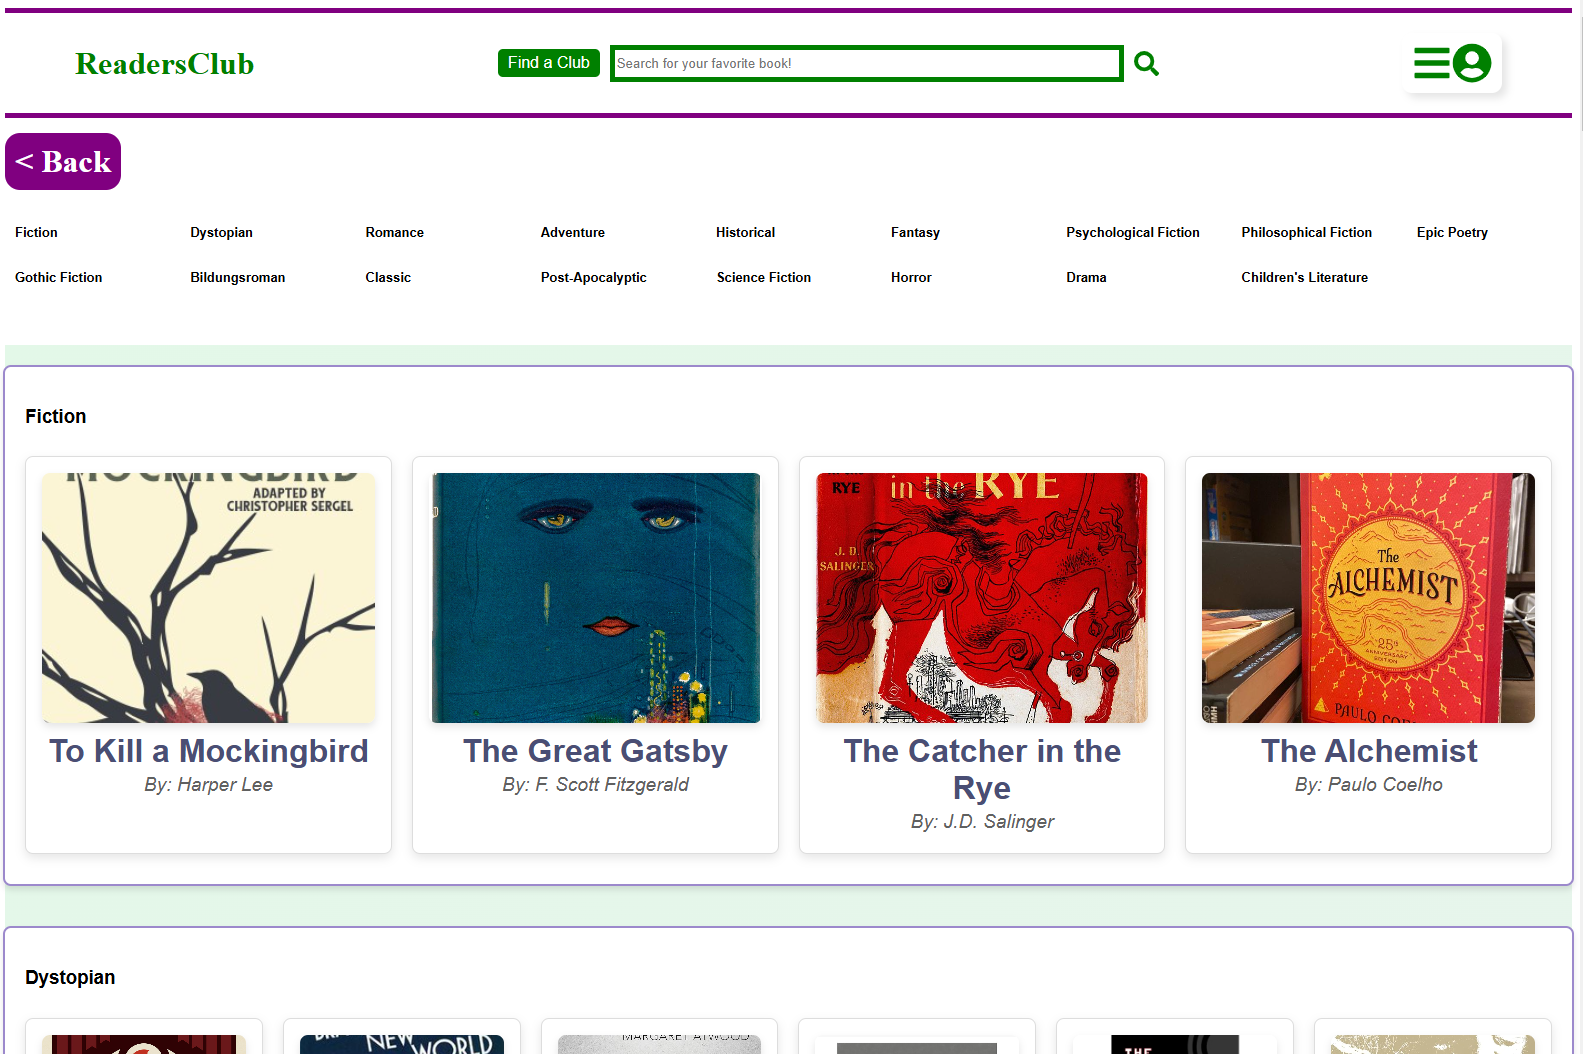 ReadersClub
Find a Club
Search for your favorite book!
< Back
Fiction
Dystopian
Romance
Adventure
Historical
Fantasy
Psychological Fiction
Philosophical Fiction
Epic Poetry
Gothic Fiction
Bildungsroman
Classic
Post-Apocalyptic
Science Fiction
Horror
Drama
Children's Literature
Fiction
MOCKINGBIRD
ADAPTED BY
CHRISTOPHER SERGEL
RYE
in the RYE
J. D.
SALINGER
The
ALCHEMIST
25th
ANNIVERSARY
EDITION
PAULO
To Kill a Mockingbird
By: Harper Lee
The Great Gatsby
By: F. Scott Fitzgerald
The Catcher in the
Rye
By: J.D. Salinger
The Alchemist
By: Paulo Coelho
Dystopian
NEW
WORLD
MARGARET ATWOOD
THE